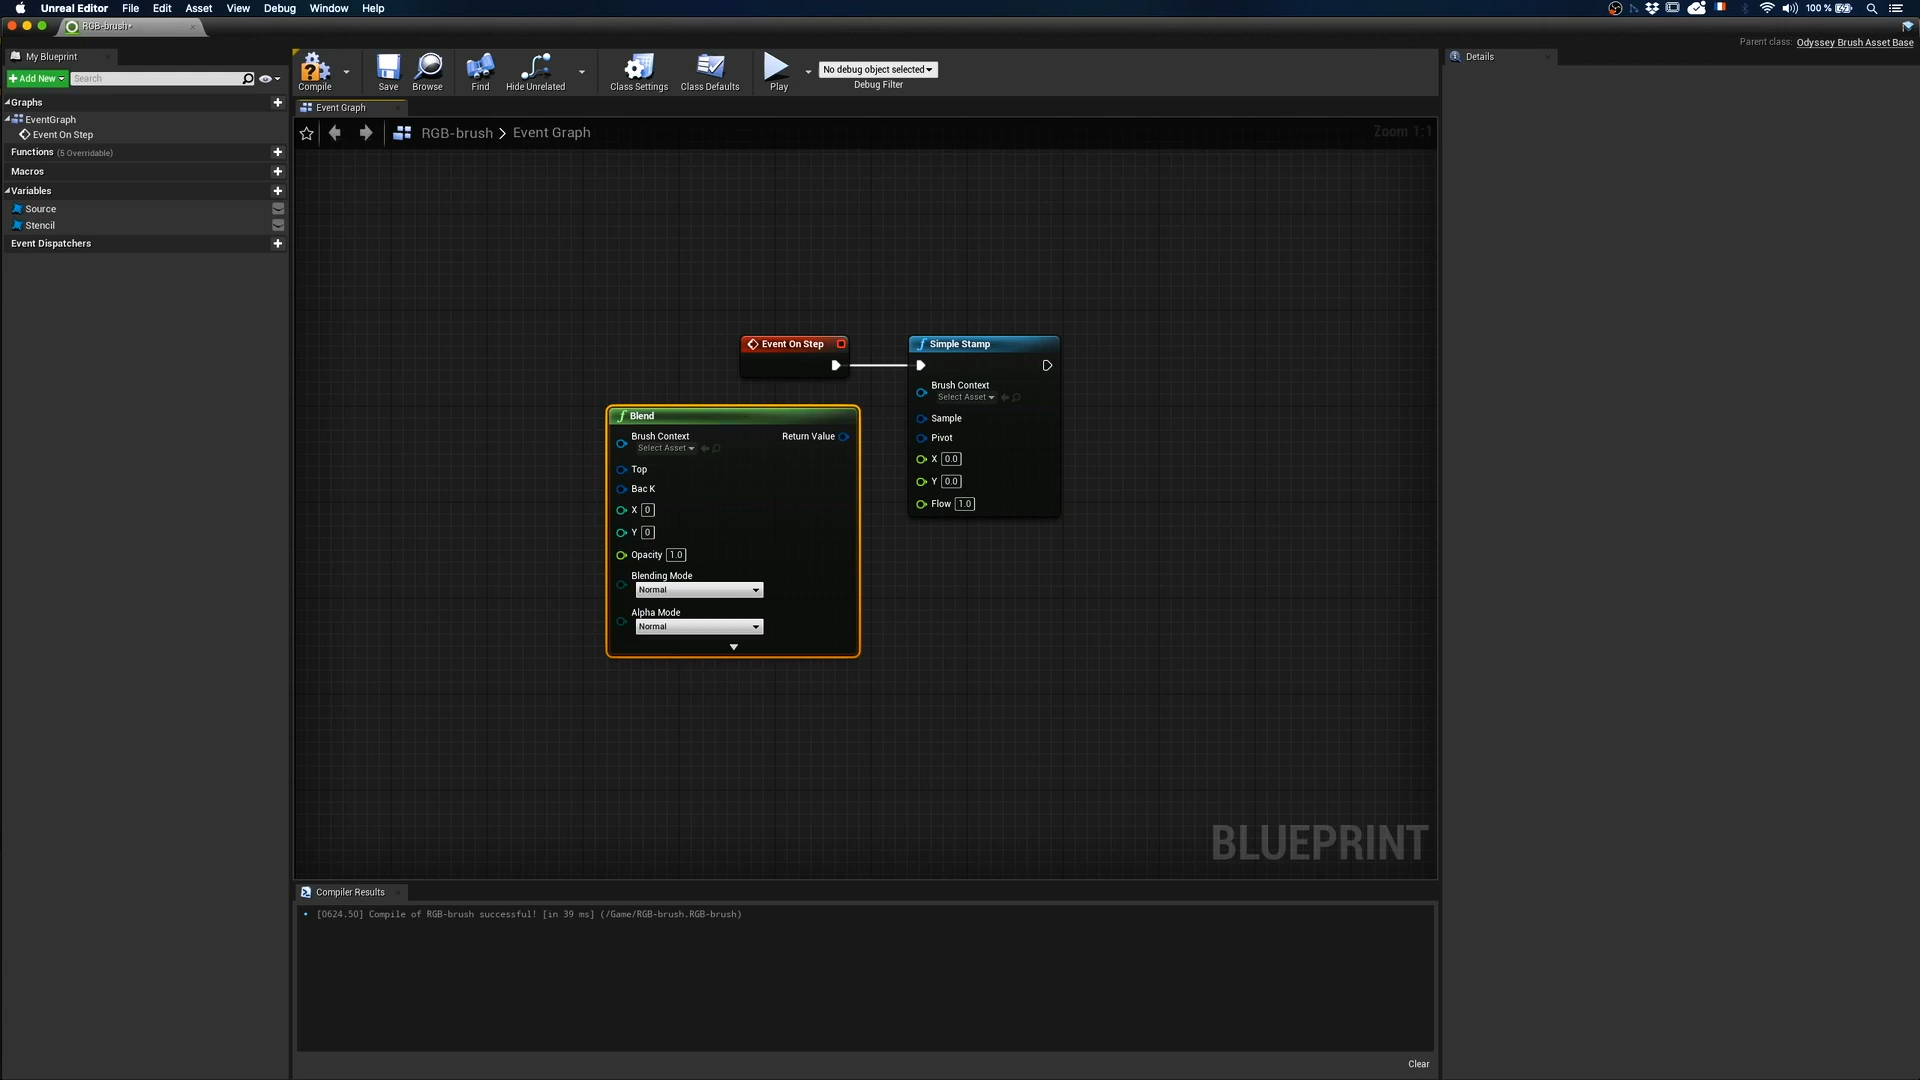 Unreal Editor File Edit Asset View Debug Window Help 100 %
RGB-brush•
Parent class: Odyssey Brush Asset Base
My Blueprint
Details
Add New Search
Compile Save Browse Find Hide Unrelated Class Settings Class Defaults Play
No debug object selected
Debug Filter
Graphs
EventGraph
Event On Step
Functions (5 Overridable)
Macros
Variables
Source
Stencil
Event Dispatchers
Event Graph
RGB-brush > Event Graph
Zoom 1:1
Event On Step
Simple Stamp
Brush Context
Select Asset
Sample
Pivot
X 0.0
Y 0.0
Flow 1.0
Blend
Brush Context Return Value
Select Asset
Top
Bac K
X 0
Y 0
Opacity 1.0
Blending Mode
Normal
Alpha Mode
Normal
BLUEPRINT
Compiler Results
[0624.50] Compile of RGB-brush successful! [in 39 ms] (/Game/RGB-brush.RGB-brush)
Clear